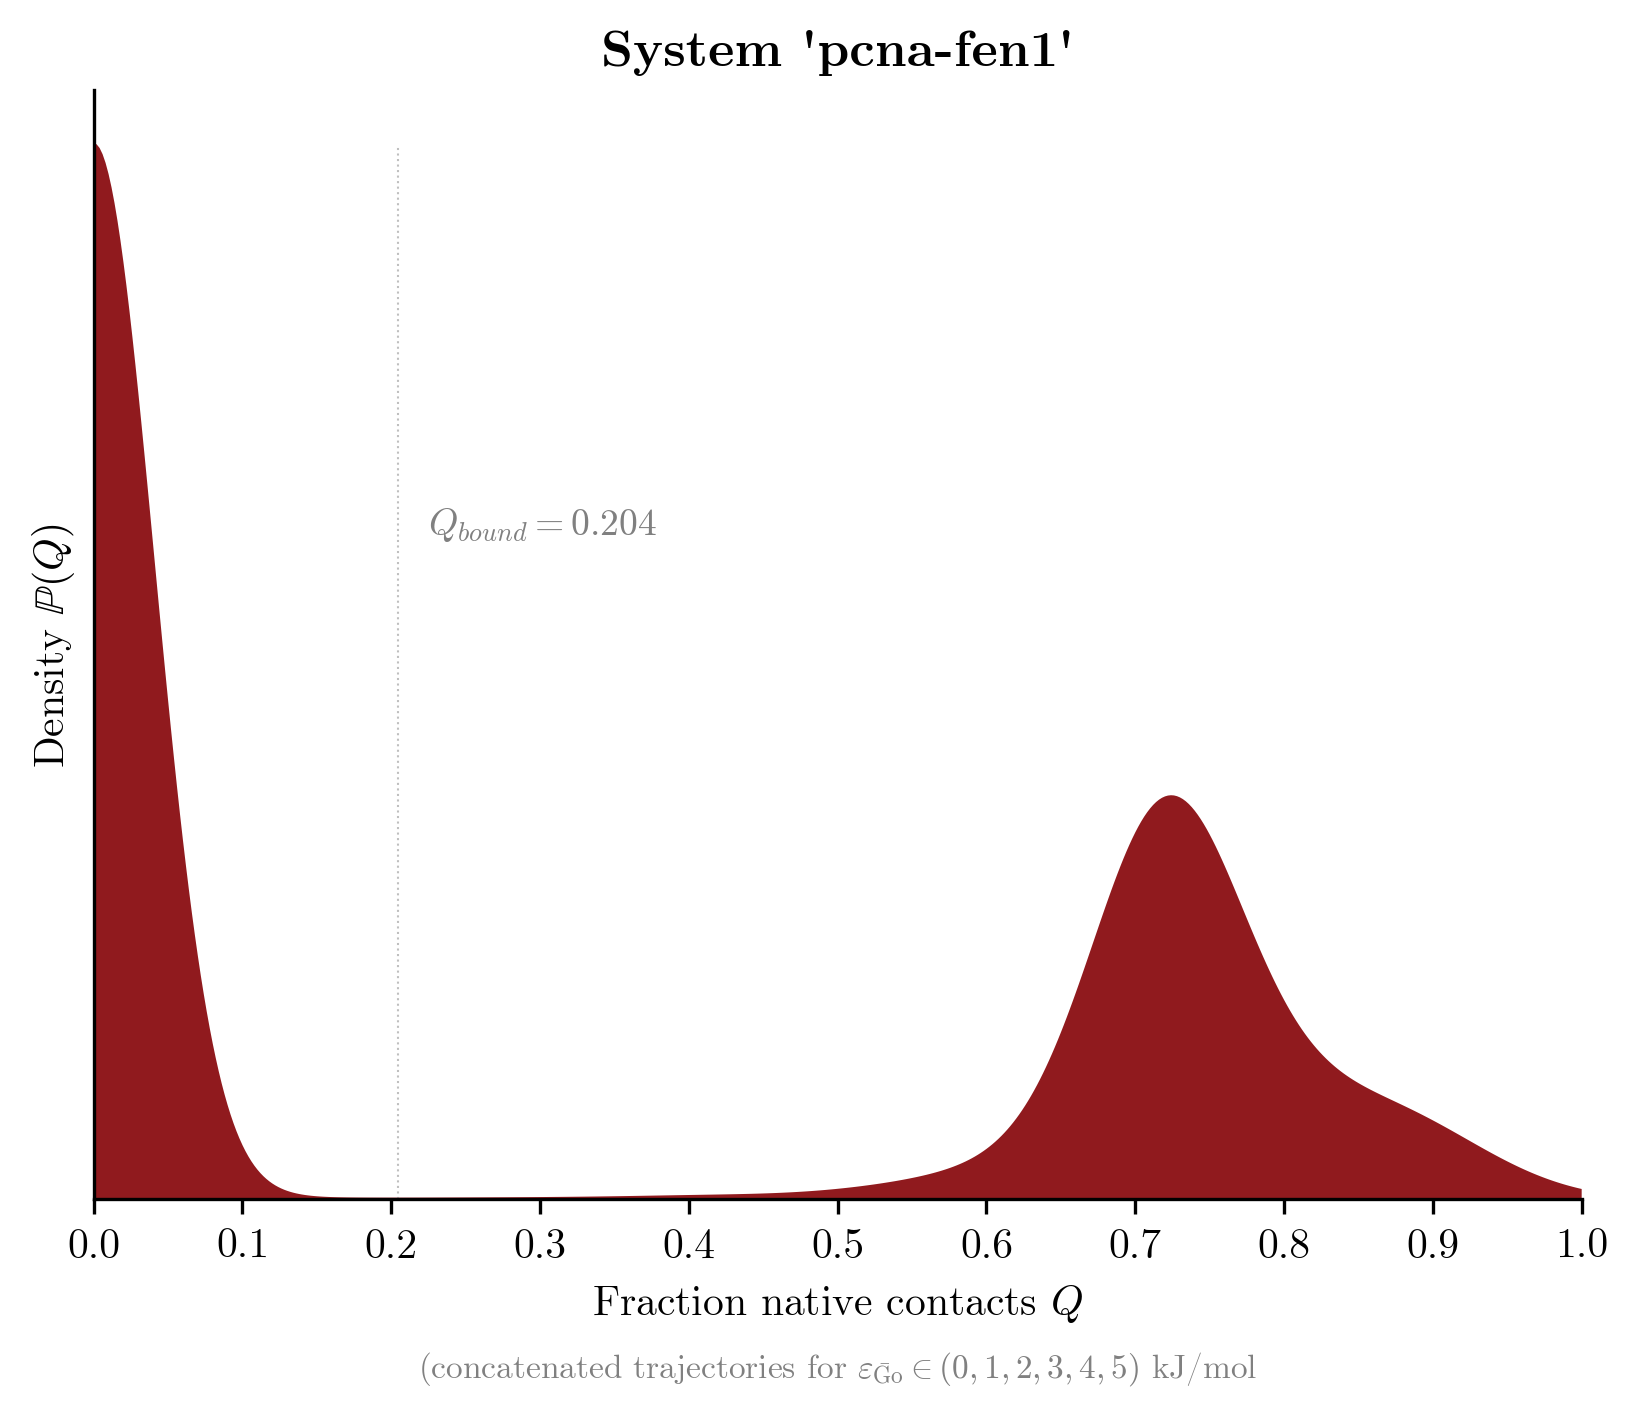 System 'pcna-fen1'
Density ℙ(Q)
Q_bound = 0.204
0.0 0.1 0.2 0.3 0.4 0.5 0.6 0.7 0.8 0.9 1.0
Fraction native contacts Q
(concatenated trajectories for ε_Ḡo ∈ (0, 1, 2, 3, 4, 5) kJ/mol